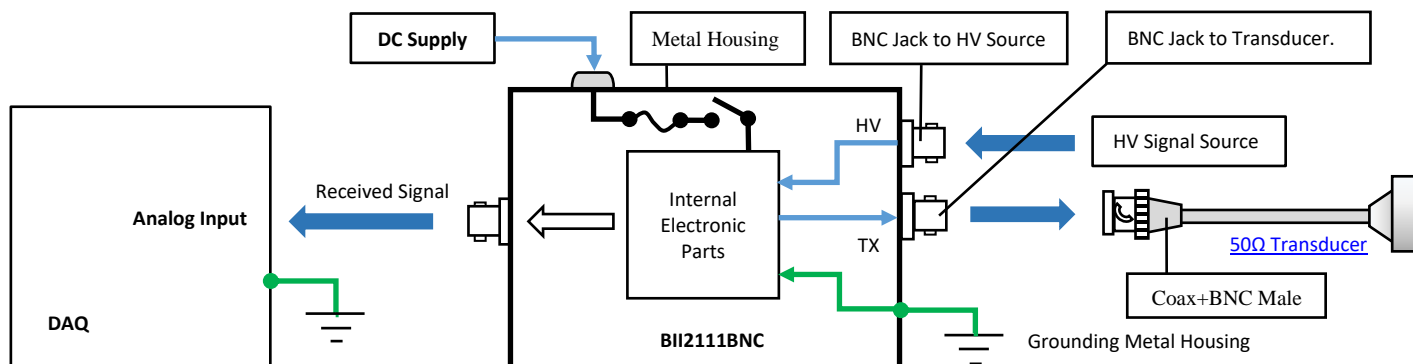 DC Supply
Metal Housing
BNC Jack to HV Source
BNC Jack to Transducer.
HV
HV Signal Source
Received Signal
Analog Input
Internal
Electronic
Parts
TX
50Ω Transducer
Coax+BNC Male
DAQ
BII2111BNC
Grounding Metal Housing